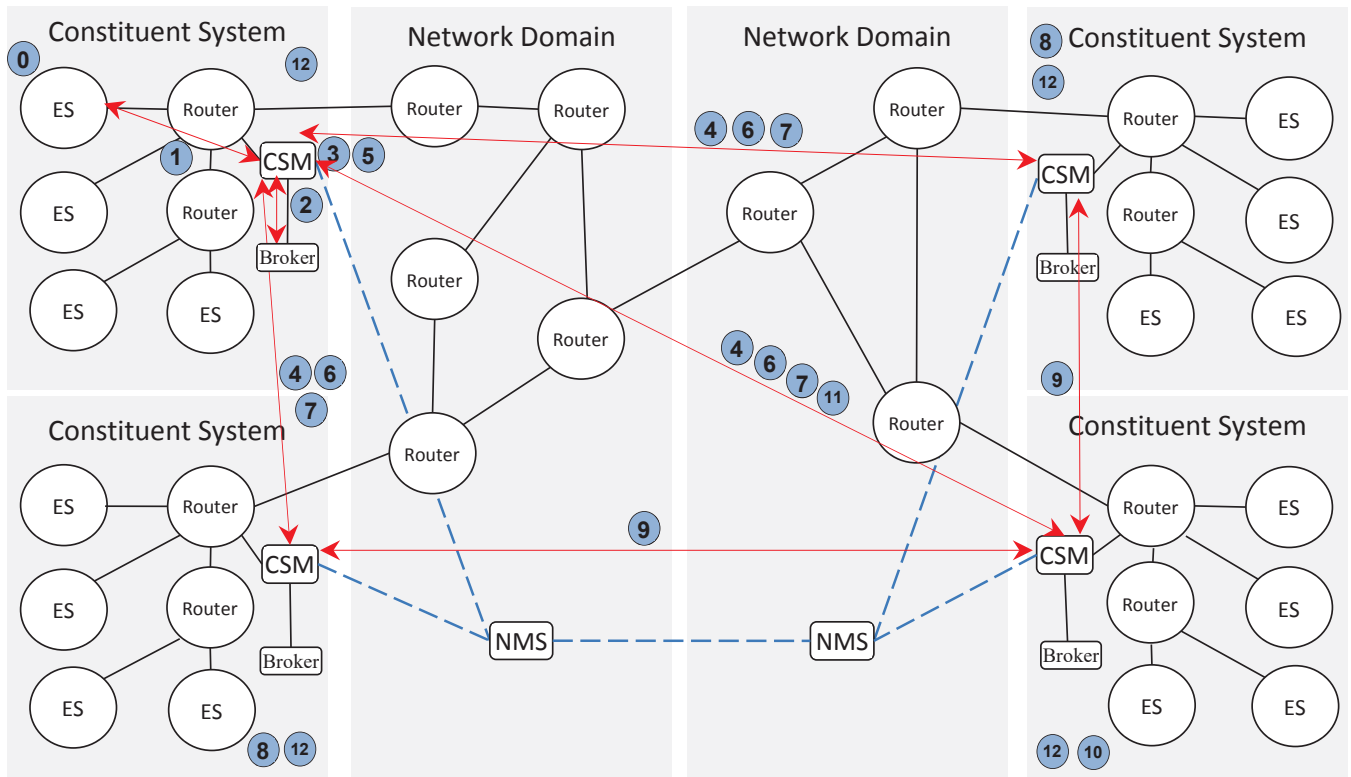 Constituent System
0
12
ES
Router
1
CSM
3
5
ES
Router
2
Broker
ES
ES
4
6
7
Network Domain
Router
Router
Router
Router
Router
Network Domain
Router
4
6
7
Router
4
6
7
11
Router
8
Constituent System
12
Router
ES
CSM
Router
ES
Broker
ES
ES
9
Constituent System
ES
Router
CSM
ES
Router
Broker
ES
ES
8
12
9
NMS
NMS
Constituent System
Router
ES
CSM
Router
ES
Broker
ES
ES
12
10